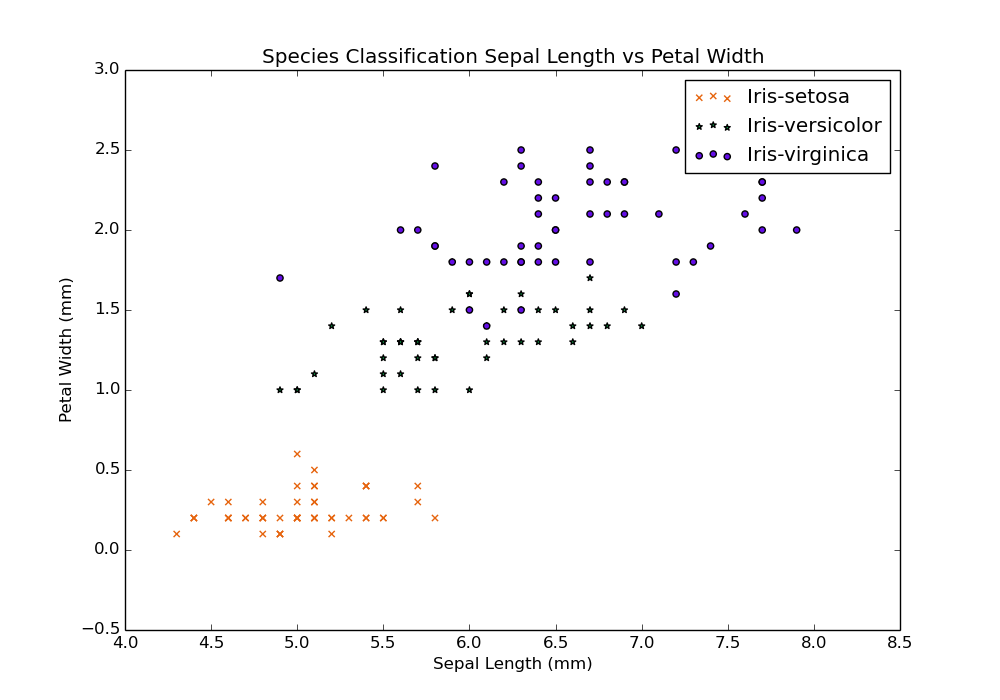 Species Classification Sepal Length vs Petal Width
3.0
2.5
2.0
1.5
1.0
0.5
0.0
−0.5
Petal Width (mm)
Iris-setosa
Iris-versicolor
Iris-virginica
4.0 4.5 5.0 5.5 6.0 6.5 7.0 7.5 8.0 8.5
Sepal Length (mm)